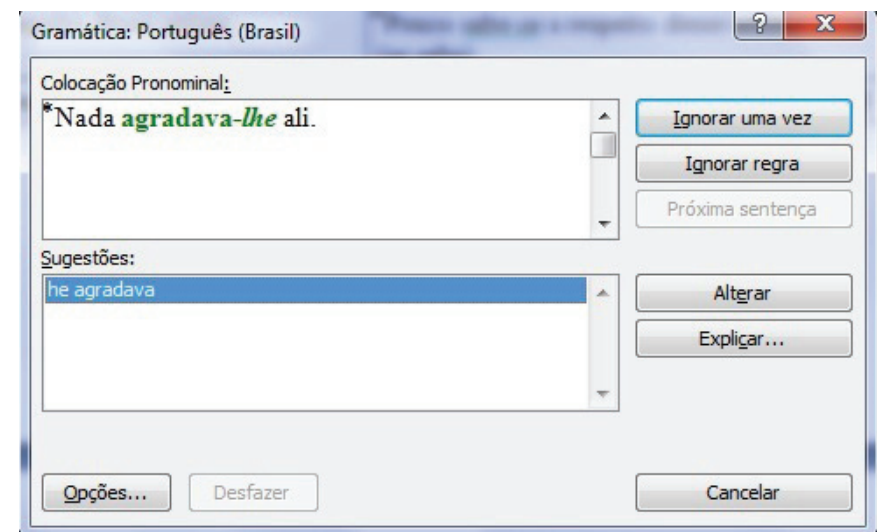 Gramática: Português (Brasil)
Colocação Pronominal:
*Nada agradava-lhe ali.
Ignorar uma vez
Ignorar regra
Próxima sentença
Sugestões:
he agradava
Alterar
Explicar...
Opções...
Desfazer
Cancelar